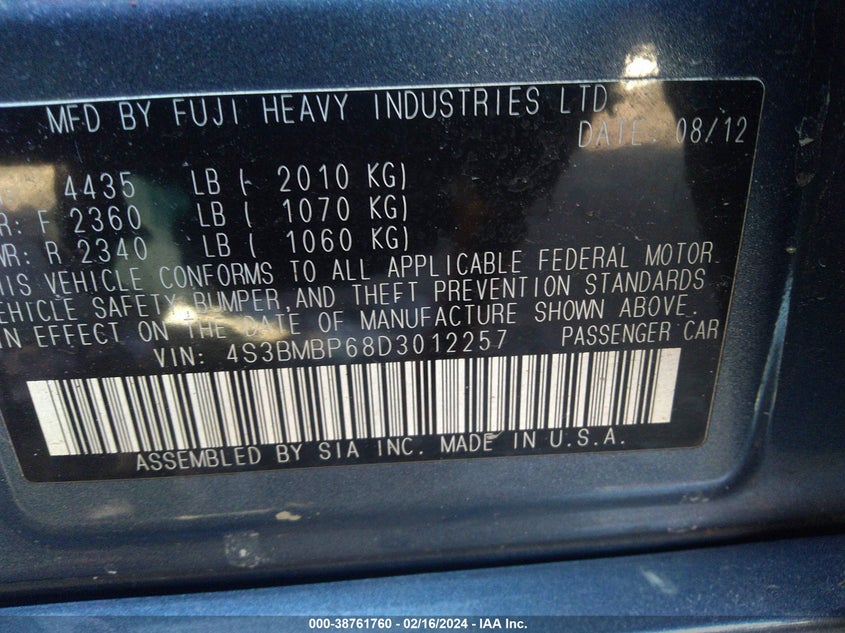 MFD BY FUJI HEAVY INDUSTRIES LTD
DATE: 08/12
4435 LB ( 2010 KG)
R: F 2360 LB ( 1070 KG)
WR: R 2340 LB ( 1060 KG)
HIS VEHICLE CONFORMS TO ALL APPLICABLE FEDERAL MOTOR
EHICLE SAFETY, BUMPER, AND THEFT PREVENTION STANDARDS
IN EFFECT ON THE DATE OF MANUFACTURE SHOWN ABOVE.
VIN: 4S3BMBP68D3012257 PASSENGER CAR
ASSEMBLED BY SIA INC. MADE IN U.S.A.
000-38761760 - 02/16/2024 - IAA Inc.